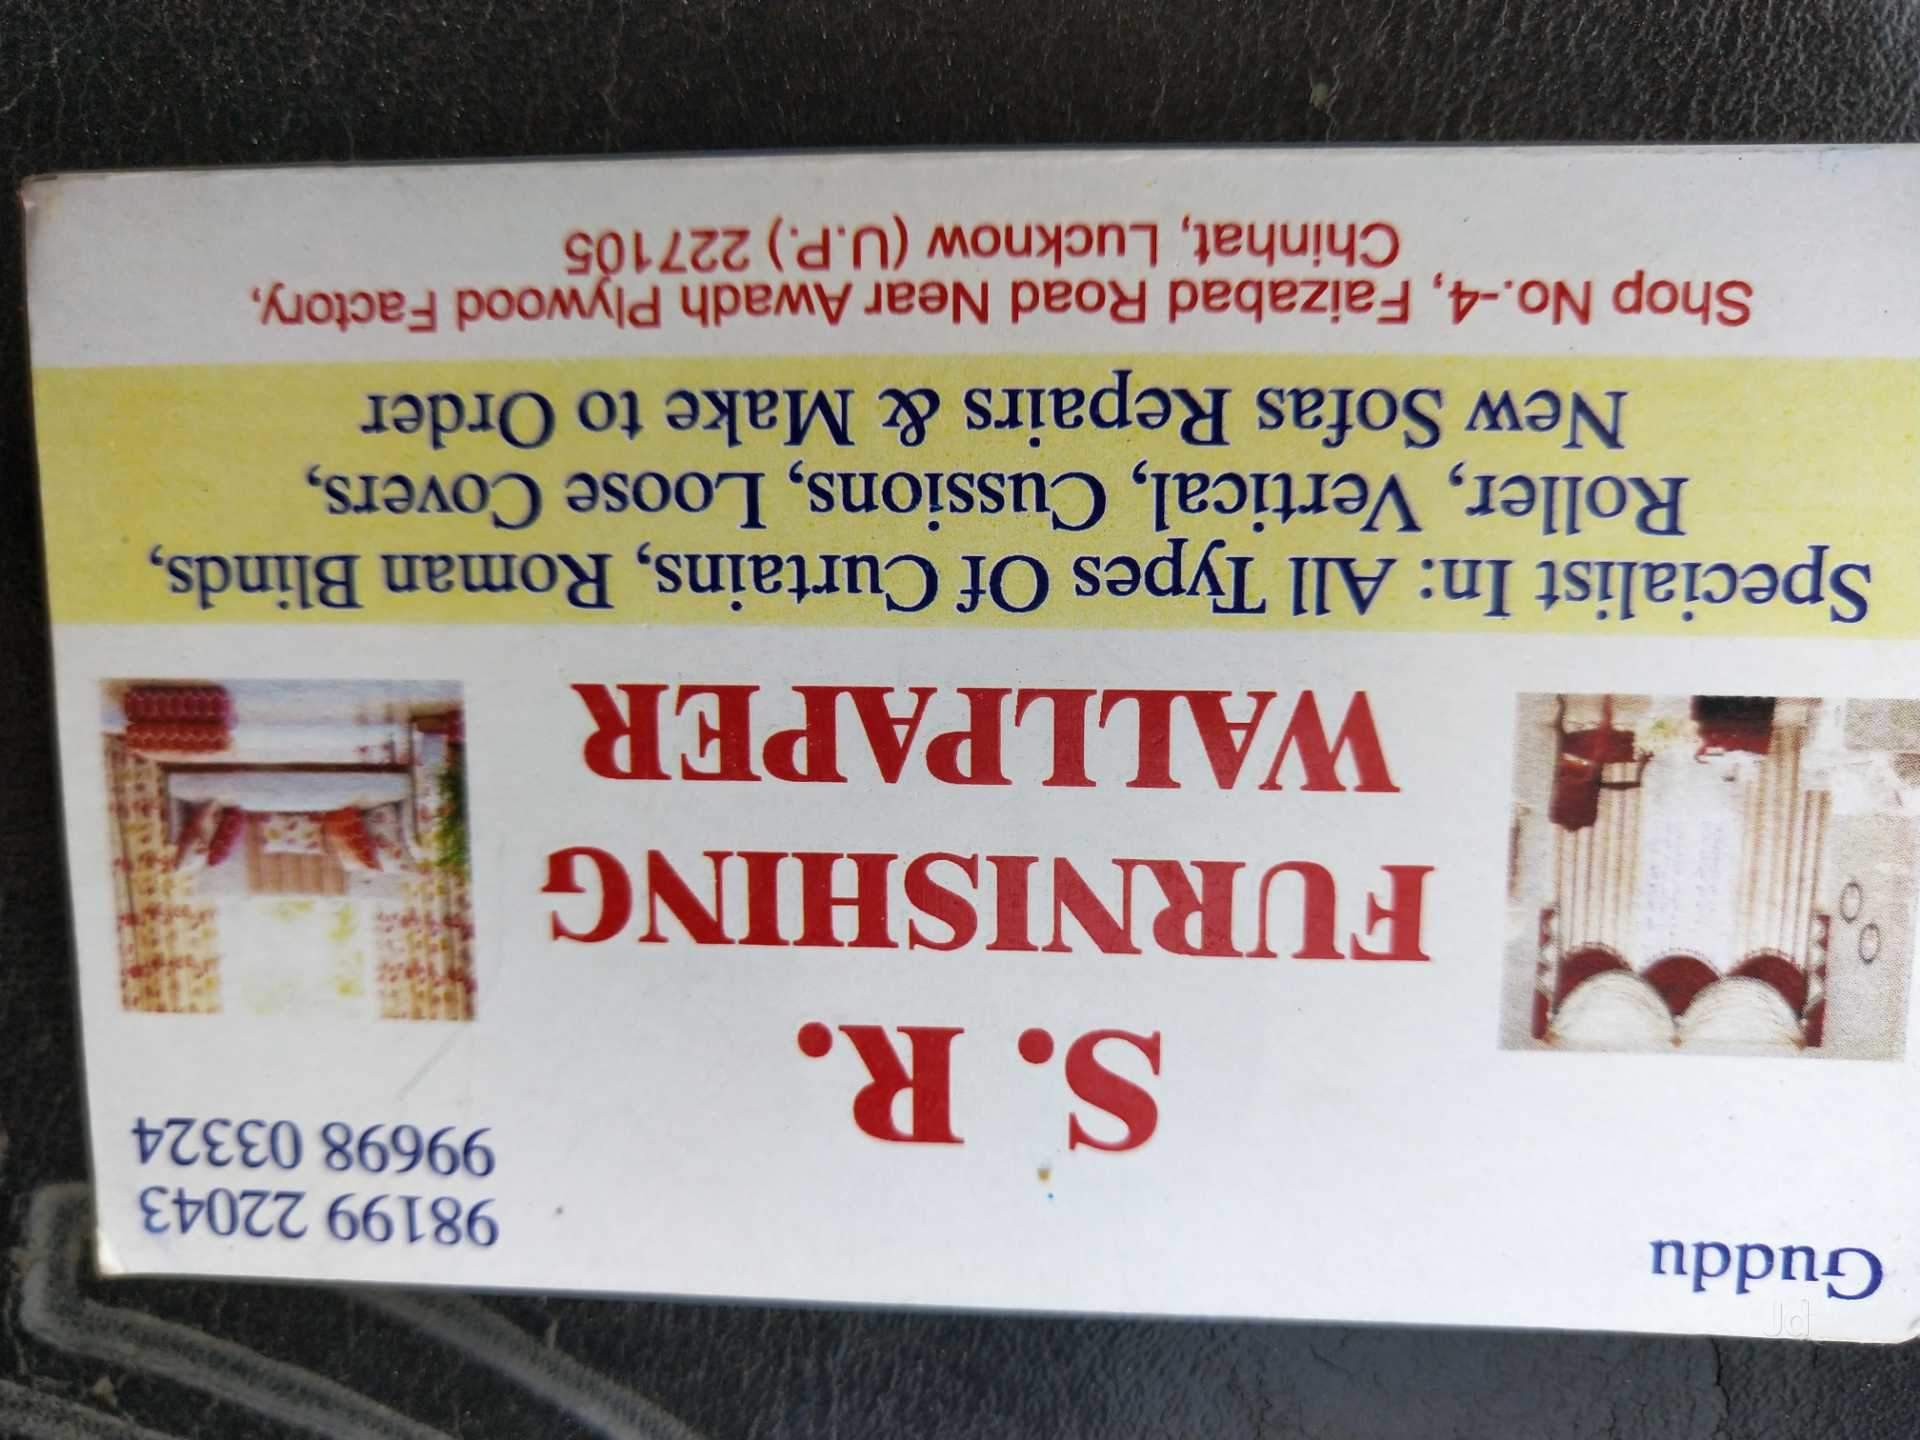 Guddu
98199 22043
99698 03324
S. R.
FURNISHING
WALLPAPER
Specialist In: All Types Of Curtains, Roman Blinds,
Roller, Vertical, Cussions, Loose Covers,
New Sofas Repairs & Make to Order
Shop No.-4, Faizabad Road Near Awadh Plywood Factory,
Chinhat, Lucknow (U.P.) 227105
Jd